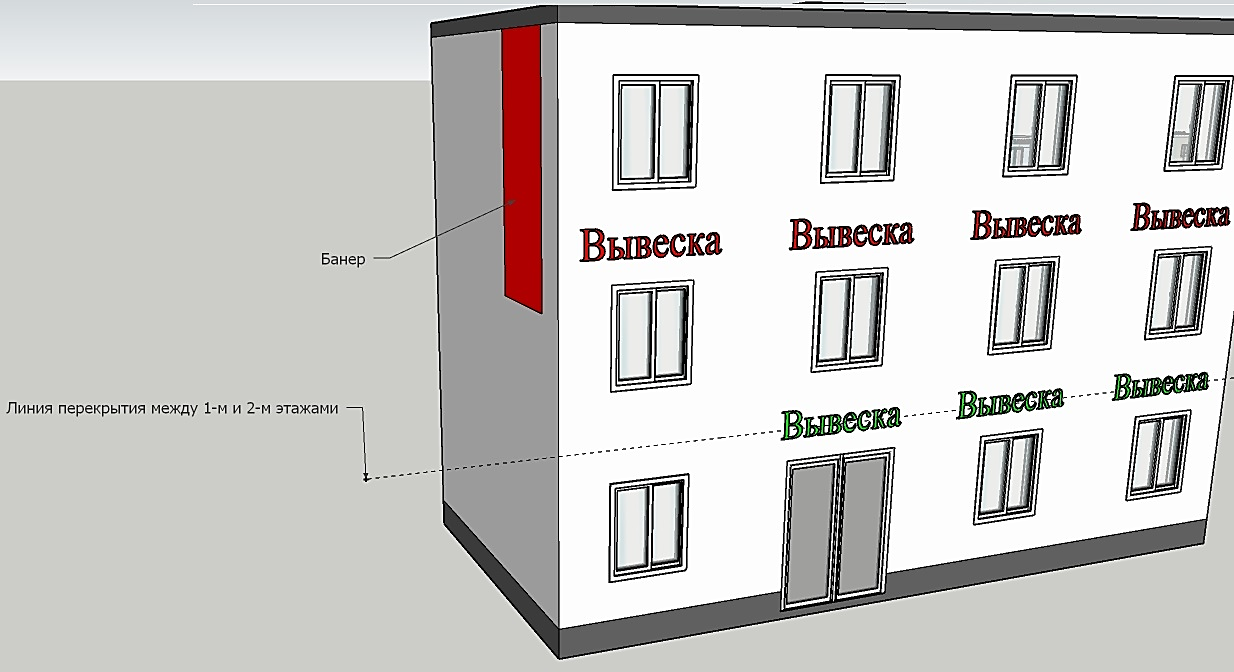 Вывеска Вывеска Вывеска Вывеска
Банер
Линия перекрытия между 1-м и 2-м этажами
Вывеска Вывеска Вывеска